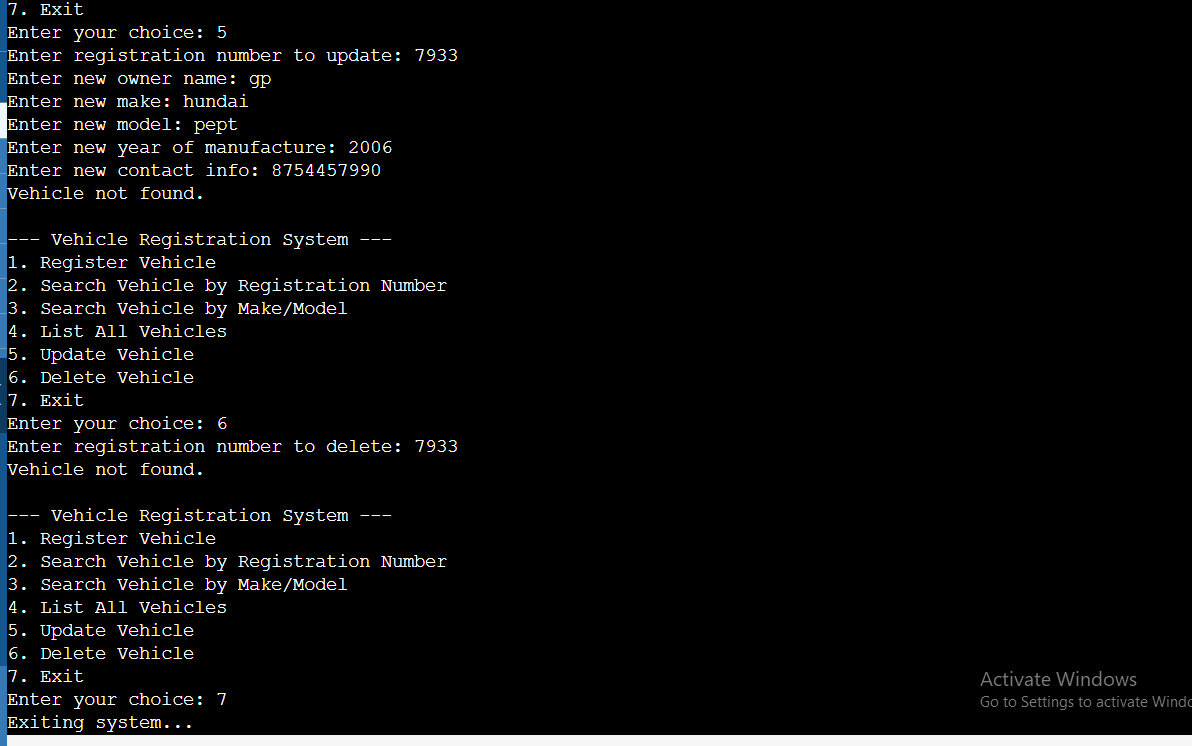 7. Exit
Enter your choice: 5
Enter registration number to update: 7933
Enter new owner name: gp
Enter new make: hundai
Enter new model: pept
Enter new year of manufacture: 2006
Enter new contact info: 8754457990
Vehicle not found.
--- Vehicle Registration System ---
1. Register Vehicle
2. Search Vehicle by Registration Number
3. Search Vehicle by Make/Model
4. List All Vehicles
5. Update Vehicle
6. Delete Vehicle
7. Exit
Enter your choice: 6
Enter registration number to delete: 7933
Vehicle not found.
--- Vehicle Registration System ---
1. Register Vehicle
2. Search Vehicle by Registration Number
3. Search Vehicle by Make/Model
4. List All Vehicles
5. Update Vehicle
6. Delete Vehicle
7. Exit
Enter your choice: 7
Exiting system...
Activate Windows
Go to Settings to activate Windo